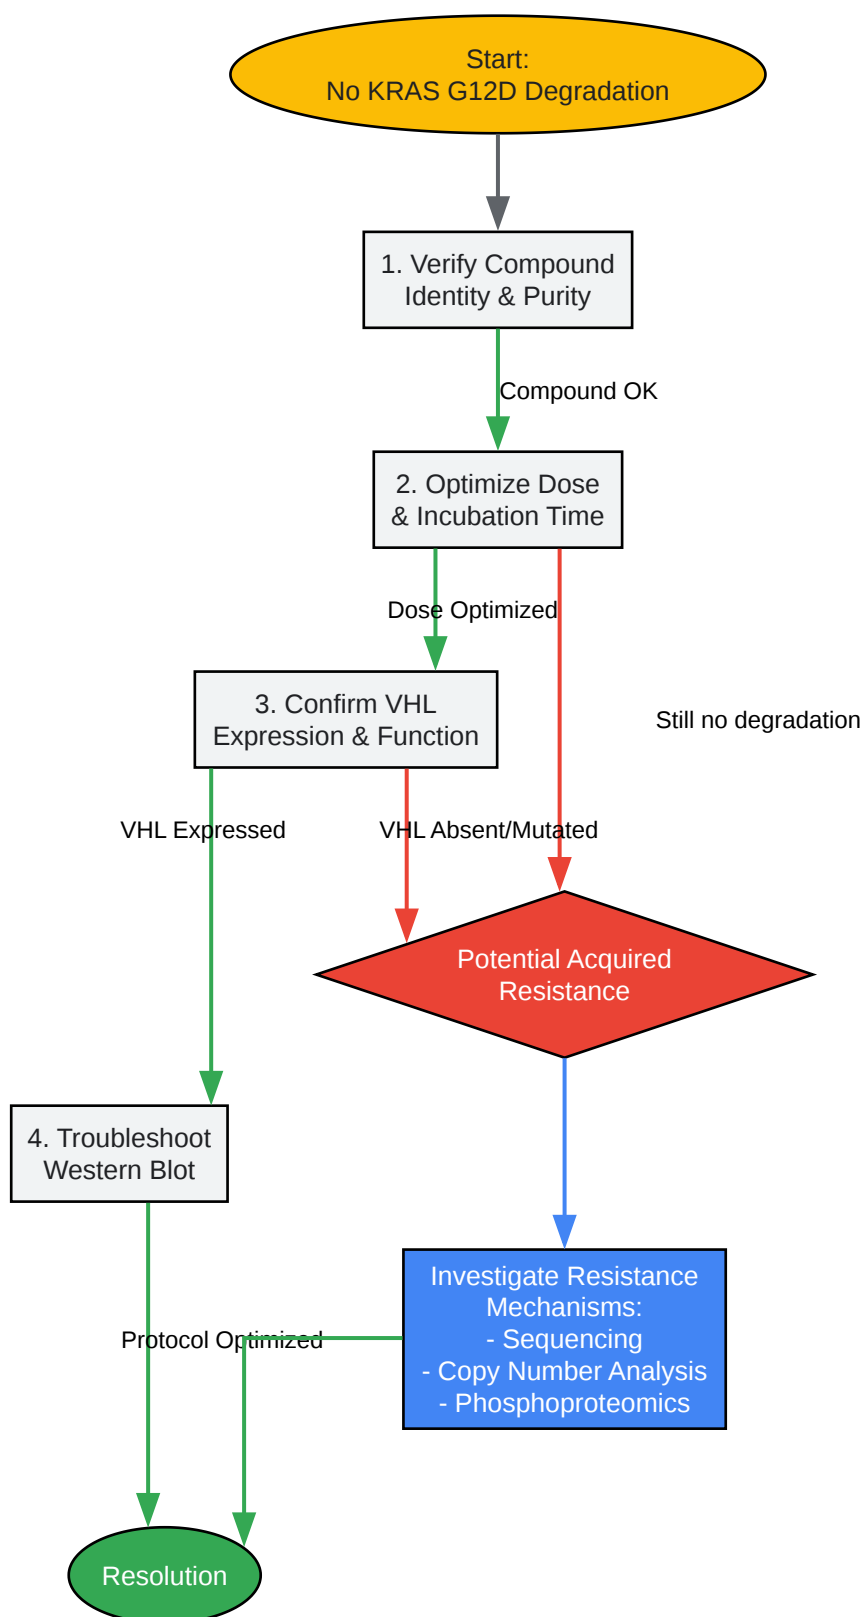 Start:
No KRAS G12D Degradation
1. Verify Compound
Identity & Purity
Compound OK
2. Optimize Dose
& Incubation Time
Dose Optimized
3. Confirm VHL
Expression & Function
Still no degradation
VHL Expressed
VHL Absent/Mutated
Potential Acquired
Resistance
4. Troubleshoot
Western Blot
Investigate Resistance
Mechanisms:
- Sequencing
- Copy Number Analysis
- Phosphoproteomics
Protocol Optimized
Resolution